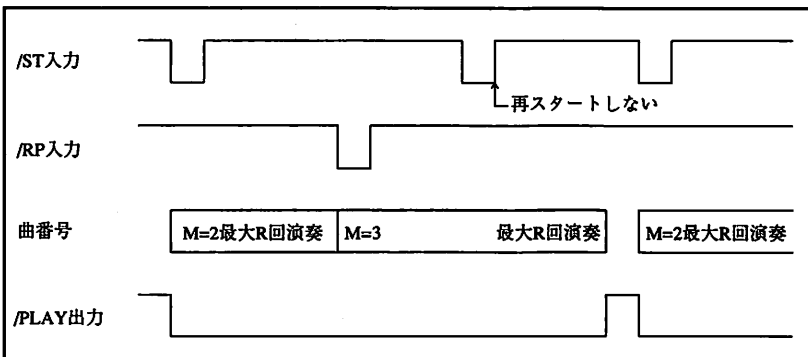 /ST入力
再スタートしない
/RP入力
曲番号
M=2最大R回演奏
M=3
最大R回演奏
M=2最大R回演奏
/PLAY出力